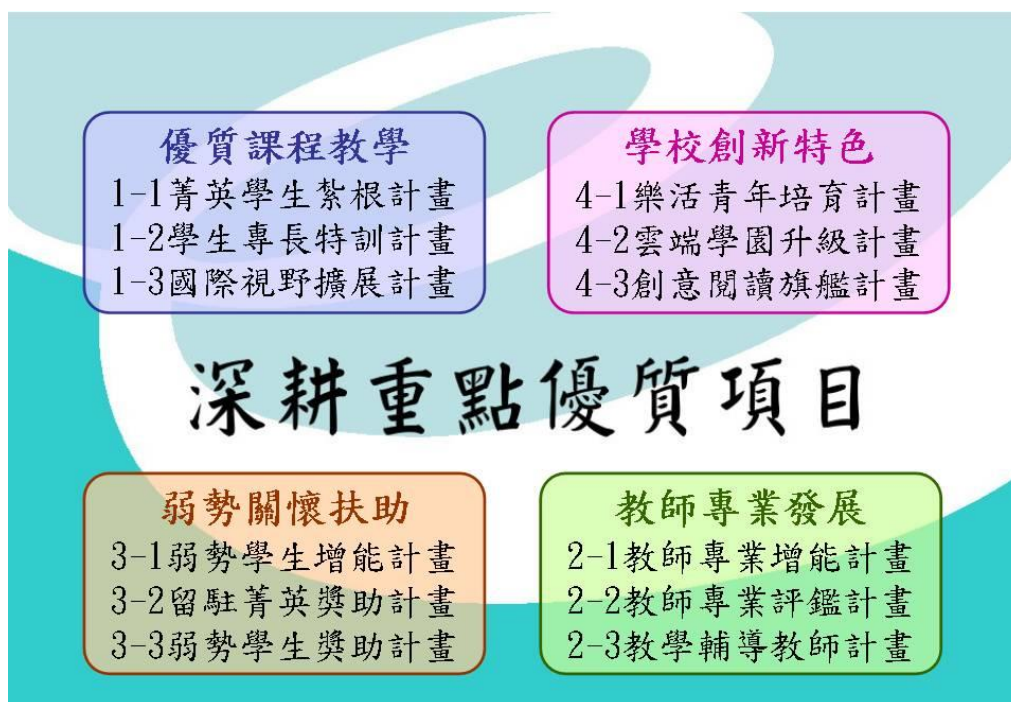 優質課程教學
1-1菁英學生紮根計畫
1-2學生專長特訓計畫
1-3國際視野擴展計畫
學校創新特色
4-1樂活青年培育計畫
4-2雲端學園升級計畫
4-3創意閱讀旗艦計畫
深耕重點優質項目
弱勢關懷扶助
3-1弱勢學生增能計畫
3-2留駐菁英獎助計畫
3-3弱勢學生獎助計畫
教師專業發展
2-1教師專業增能計畫
2-2教師專業評鑑計畫
2-3教學輔導教師計畫